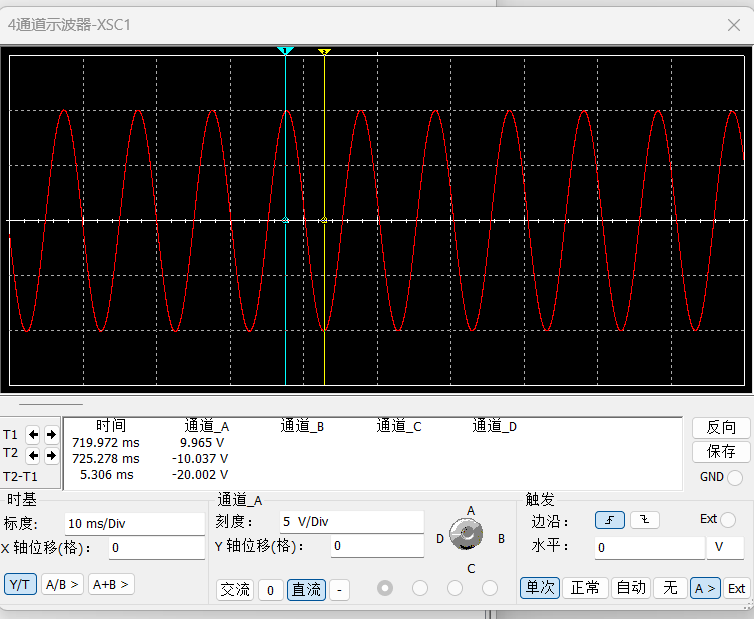 4通道示波器-XSC1
1
2
时间 通道_A 通道_B 通道_C 通道_D
T1 719.972 ms 9.965 V
T2 725.278 ms -10.037 V
T2-T1 5.306 ms -20.002 V
反向
保存
GND
时基
标度: 10 ms/Div
X 轴位移(格): 0
Y/T A/B > A+B >
通道_A
刻度: 5 V/Div
Y 轴位移(格): 0
交流 0 直流 -
A
D B
C
触发
边沿: Ext
水平: 0 V
单次 正常 自动 无 A > Ext